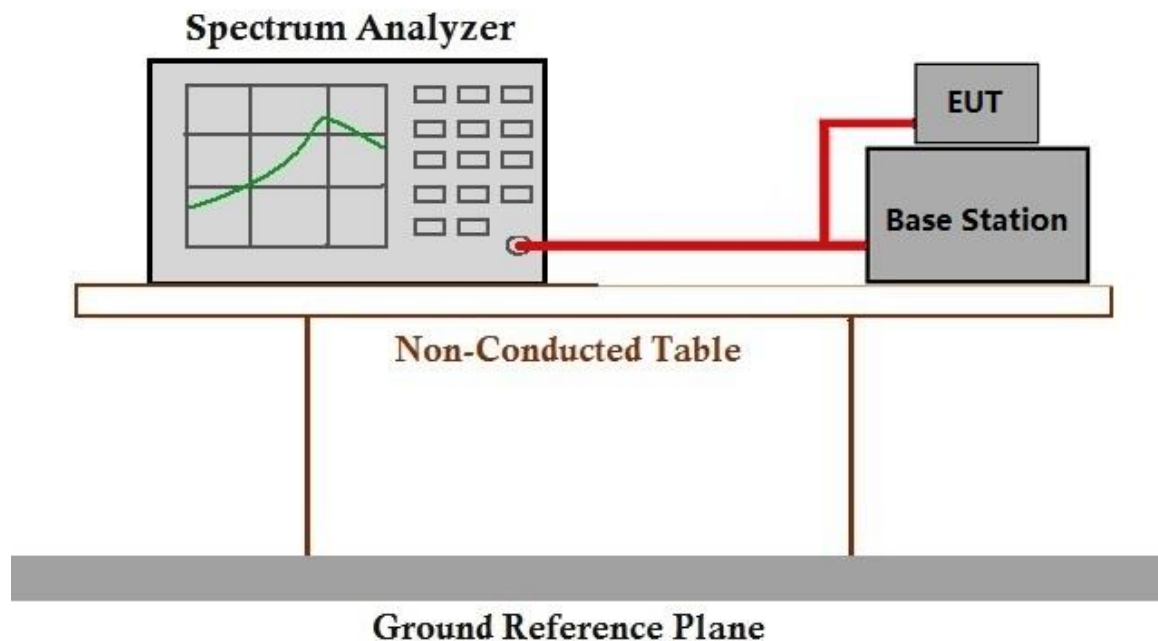 Spectrum Analyzer
EUT
Base Station
Non-Conducted Table
Ground Reference Plane